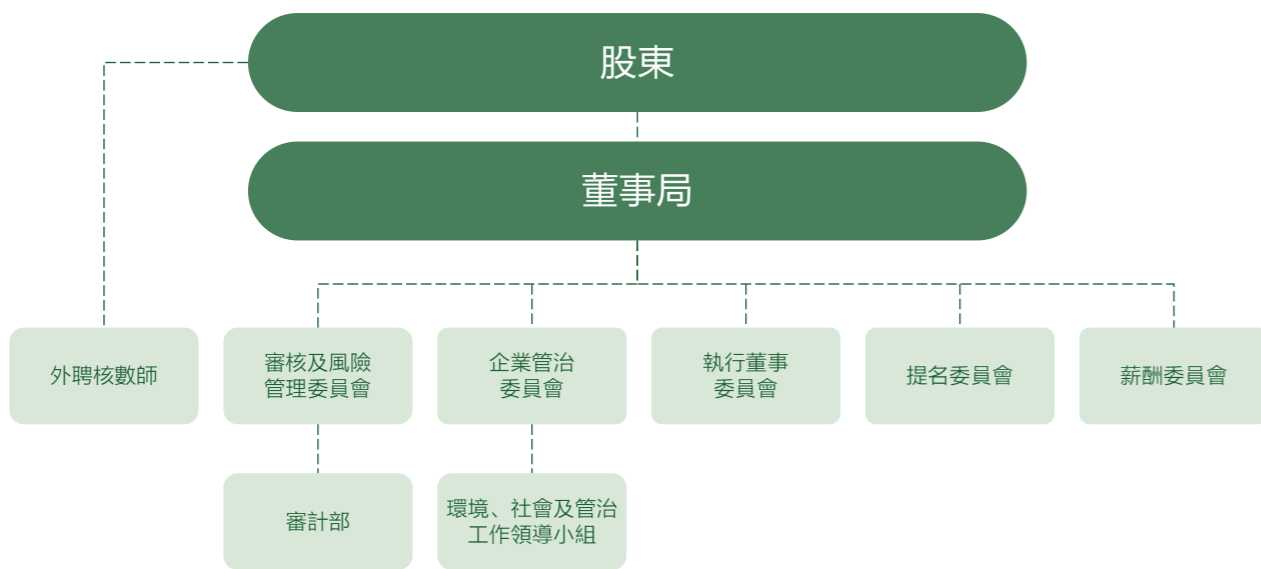 股東
董事局
外聘核數師
審核及風險
管理委員會
企業管治
委員會
執行董事
委員會
提名委員會
薪酬委員會
審計部
環境、社會及管治
工作領導小組